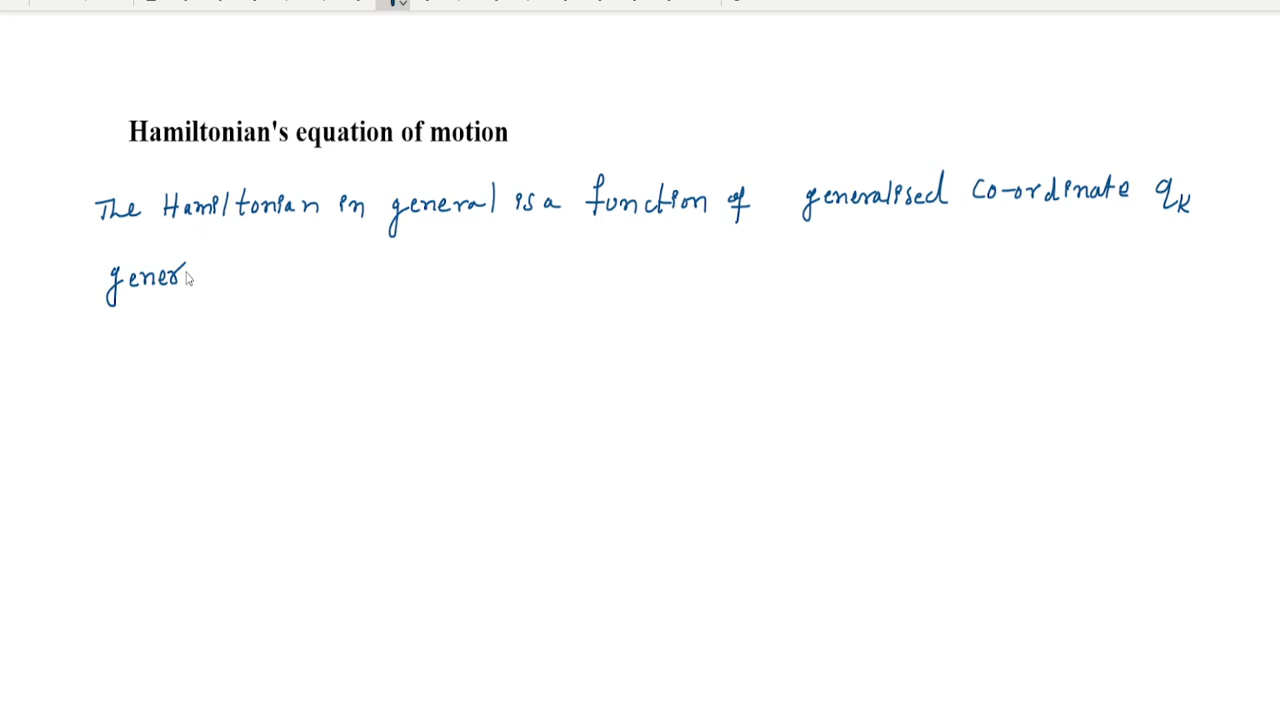 Hamiltonian's equation of motion
The Hamiltonian in general is a function of generalised co-ordinate qk
gener